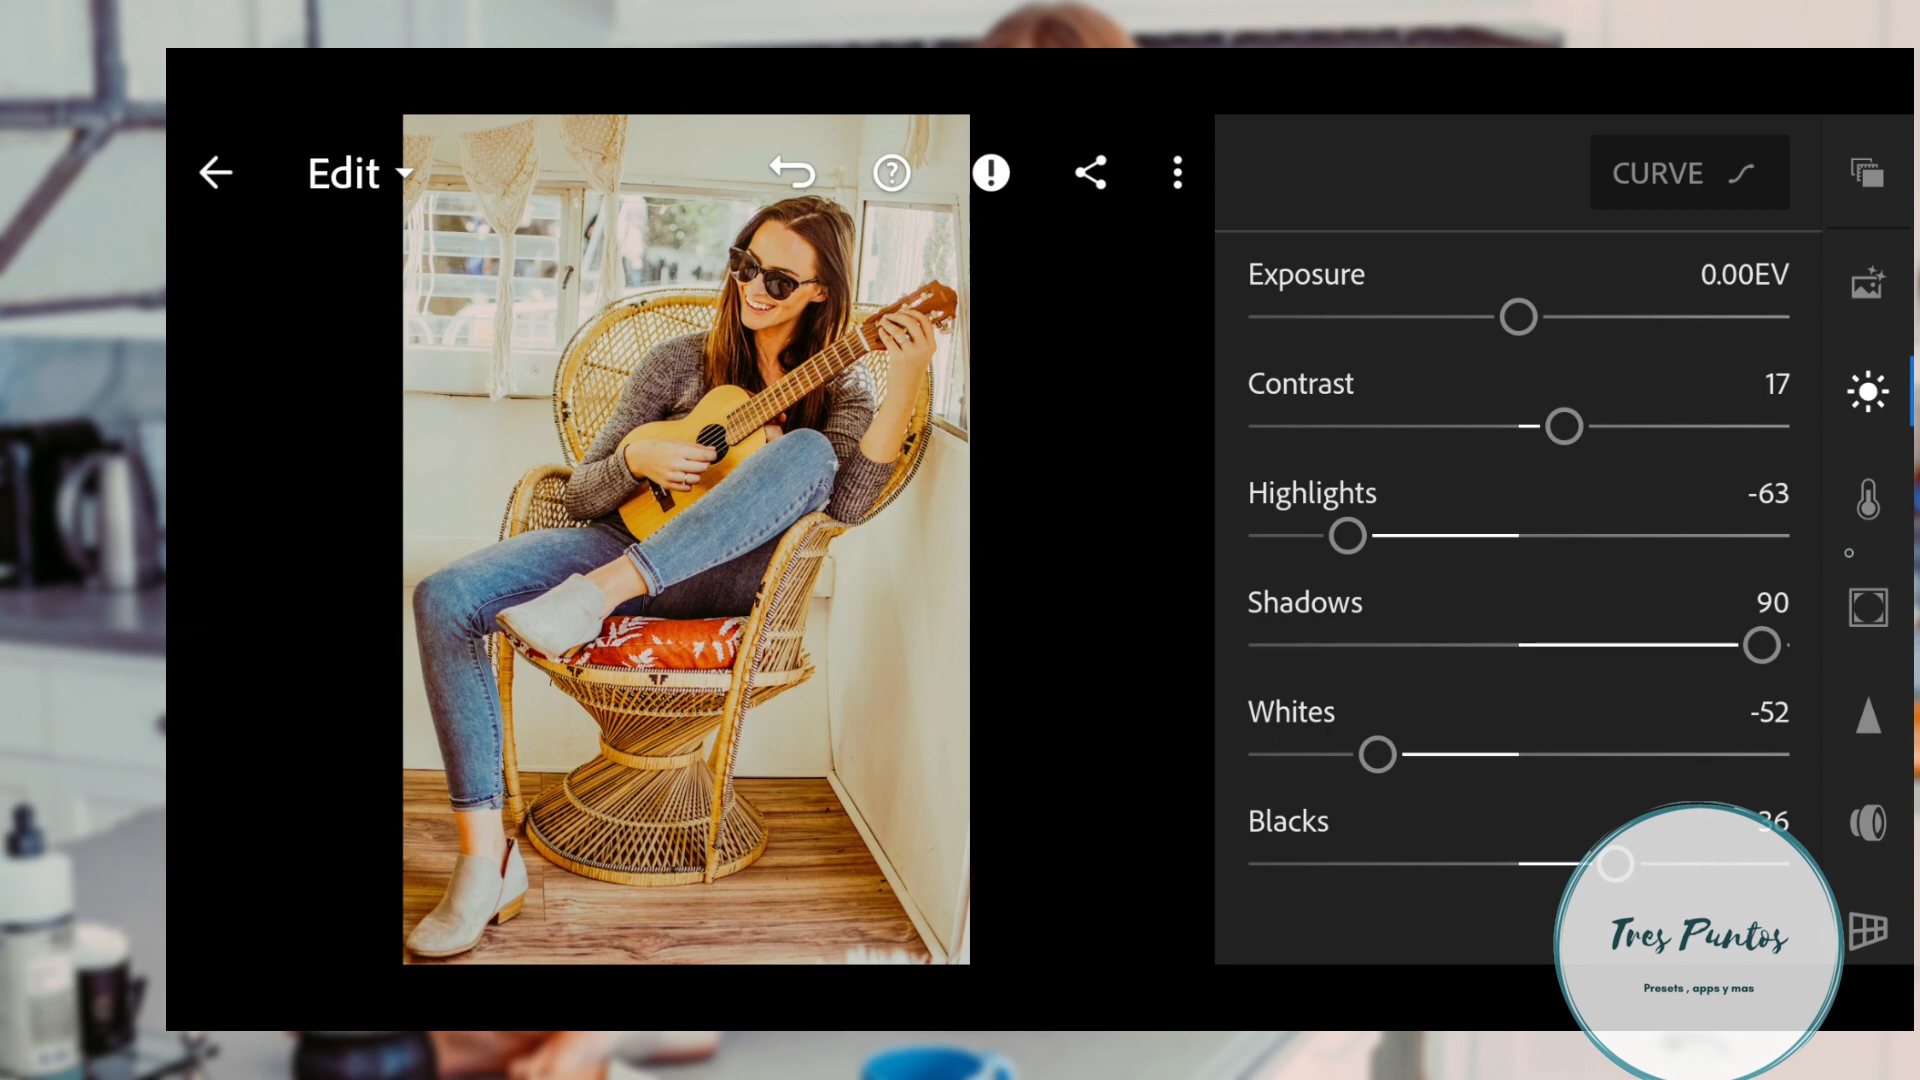 Edit
CURVE
Exposure 0.00EV
Contrast 17
Highlights -63
Shadows 90
Whites -52
Blacks 36
Tres Puntos
Presets , apps y mas